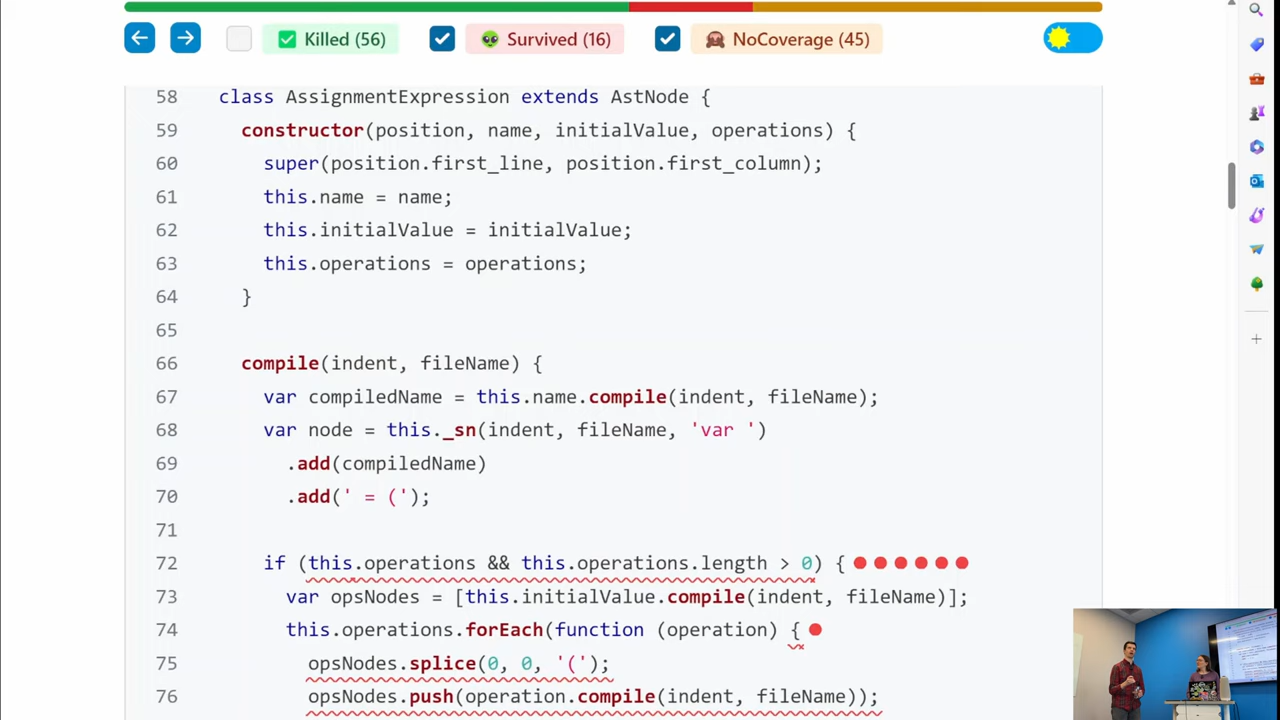 Killed (56) Survived (16) NoCoverage (45)
58 class AssignmentExpression extends AstNode {
59 constructor(position, name, initialValue, operations) {
60 super(position.first_line, position.first_column);
61 this.name = name;
62 this.initialValue = initialValue;
63 this.operations = operations;
64 }
65
66 compile(indent, fileName) {
67 var compiledName = this.name.compile(indent, fileName);
68 var node = this._sn(indent, fileName, 'var ')
69 .add(compiledName)
70 .add(' = (');
71
72 if (this.operations && this.operations.length > 0) {
73 var opsNodes = [this.initialValue.compile(indent, fileName)];
74 this.operations.forEach(function (operation) {
75 opsNodes.splice(0, 0, '(');
76 opsNodes.push(operation.compile(indent, fileName));